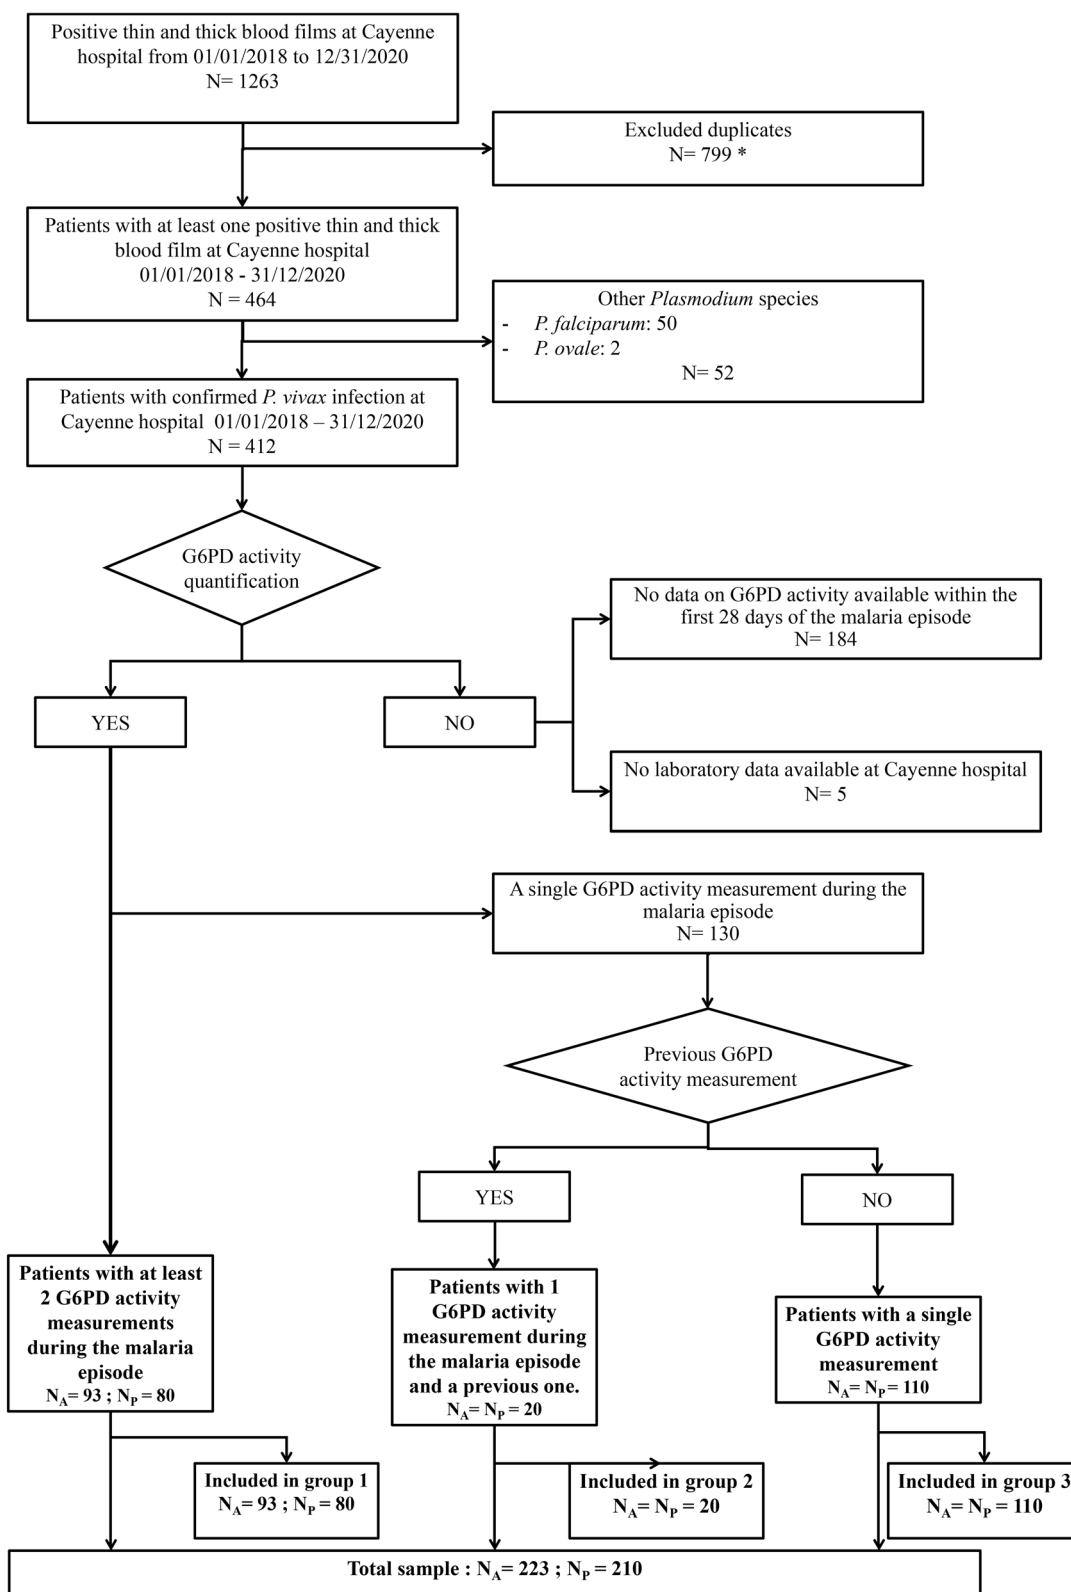 Positive thin and thick blood films at Cayenne
hospital from 01/01/2018 to 12/31/2020
N= 1263
Excluded duplicates
N= 799 *
Patients with at least one positive thin and thick
blood film at Cayenne hospital
01/01/2018 - 31/12/2020
N = 464
Other Plasmodium species
- P. falciparum: 50
- P. ovale: 2
N= 52
Patients with confirmed P. vivax infection at
Cayenne hospital 01/01/2018 – 31/12/2020
N = 412
G6PD activity
quantification
No data on G6PD activity available within the
first 28 days of the malaria episode
N= 184
YES
NO
No laboratory data available at Cayenne hospital
N= 5
A single G6PD activity measurement during the
malaria episode
N= 130
Previous G6PD
activity measurement
YES
NO
Patients with at least
2 G6PD activity
measurements
during the malaria
episode
NA= 93 ; NP = 80
Patients with 1
G6PD activity
measurement during
the malaria episode
and a previous one.
NA= NP = 20
Patients with a single
G6PD activity
measurement
NA= NP = 110
Included in group 1
NA= 93 ; NP = 80
Included in group 2
NA= NP = 20
Included in group 3
NA= NP = 110
Total sample : NA= 223 ; NP = 210